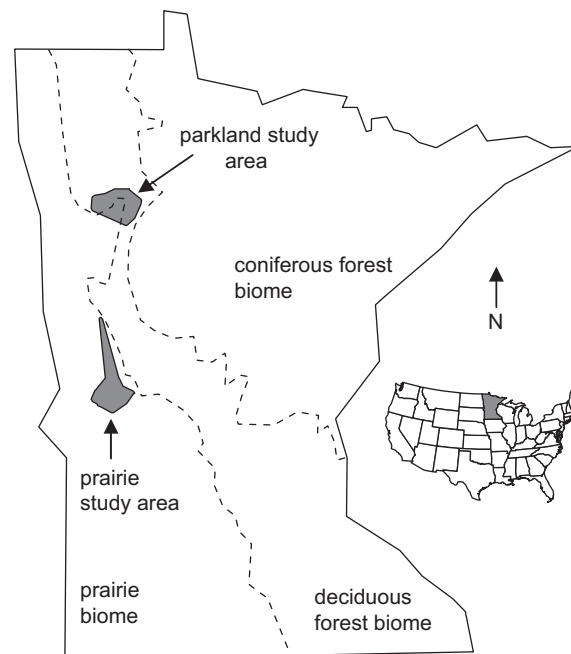 parkland study
area
coniferous forest
biome
N
prairie
study area
prairie
biome
deciduous
forest biome